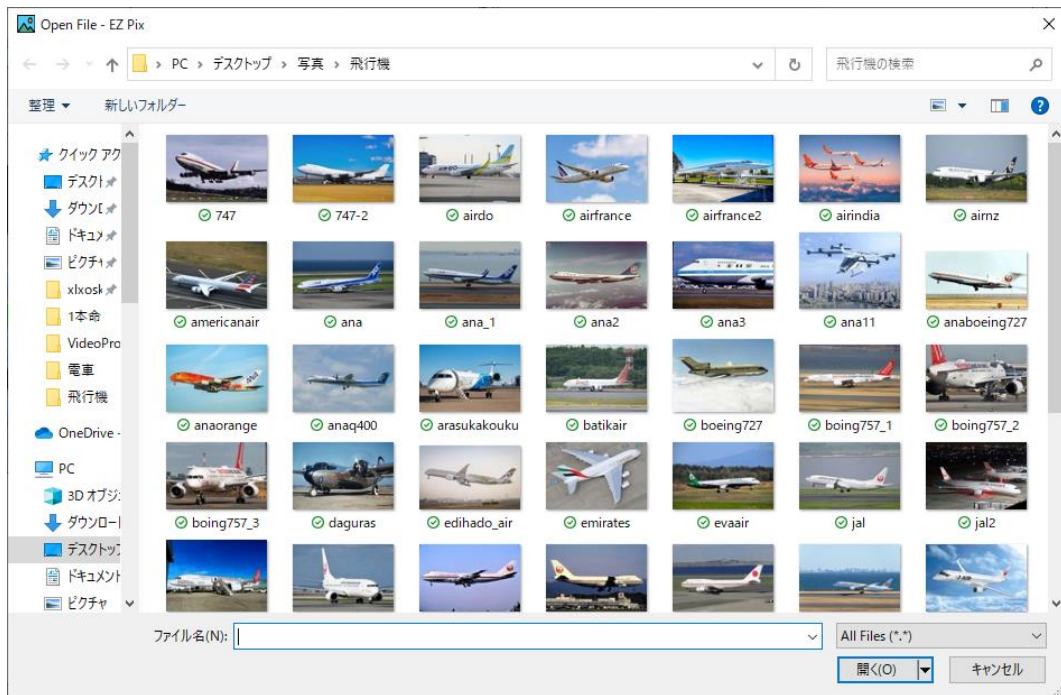 Open File - EZ Pix
PC › デスクトップ › 写真 › 飛行機
飛行機の検索
整理
新しいフォルダー
クイック アク
デスクト
ダウンロ
ドキュメ
ピクチャ
xlxosk
1本命
VideoPro
電車
飛行機
OneDrive -
PC
3D オブジェ
ダウンロード
デスクトップ
ドキュメント
ピクチャ
747
747-2
airdo
airfrance
airfrance2
airindia
airnz
americanair
ana
ana_1
ana2
ana3
ana11
anaboeing727
anaorange
anaq400
arasukakouku
batikair
boeing727
boing757_1
boing757_2
boing757_3
daguras
edihado_air
emirates
evaair
jal
jal2
ファイル名(N):
All Files (*.*)
開く(O)
キャンセル